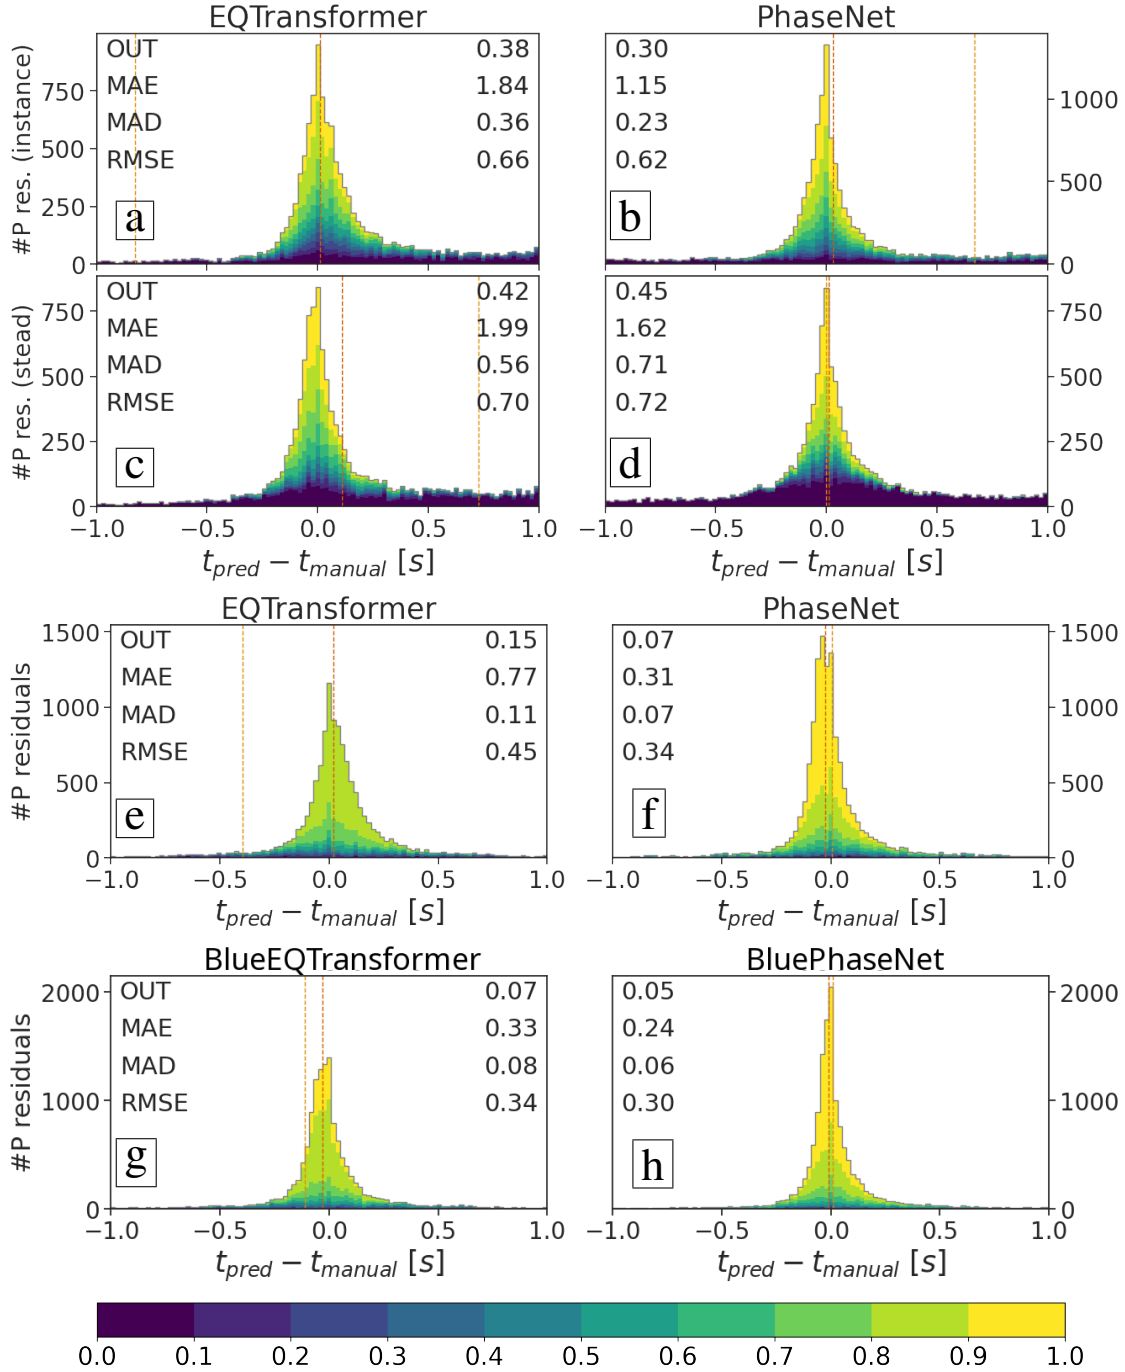 EQTransformer PhaseNet
#P res. (instance)
750
500
250
0
OUT 0.38
MAE 1.84
MAD 0.36
RMSE 0.66
a
0.30
1.15
0.23
0.62
b
1000
500
0
#P res. (stead)
750
500
250
0
OUT 0.42
MAE 1.99
MAD 0.56
RMSE 0.70
c
0.45
1.62
0.71
0.72
d
750
500
250
0
−1.0 −0.5 0.0 0.5 1.0 −1.0 −0.5 0.0 0.5 1.0
t_pred − t_manual [s] t_pred − t_manual [s]
EQTransformer PhaseNet
#P residuals
1500
1000
500
0
OUT 0.15
MAE 0.77
MAD 0.11
RMSE 0.45
e
0.07
0.31
0.07
0.34
f
1500
1000
500
0
−1.0 −0.5 0.0 0.5 1.0 −1.0 −0.5 0.0 0.5 1.0
t_pred − t_manual [s] t_pred − t_manual [s]
BlueEQTransformer BluePhaseNet
#P residuals
2000
1000
0
OUT 0.07
MAE 0.33
MAD 0.08
RMSE 0.34
g
0.05
0.24
0.06
0.30
h
2000
1000
0
−1.0 −0.5 0.0 0.5 1.0 −1.0 −0.5 0.0 0.5 1.0
t_pred − t_manual [s] t_pred − t_manual [s]
0.0 0.1 0.2 0.3 0.4 0.5 0.6 0.7 0.8 0.9 1.0